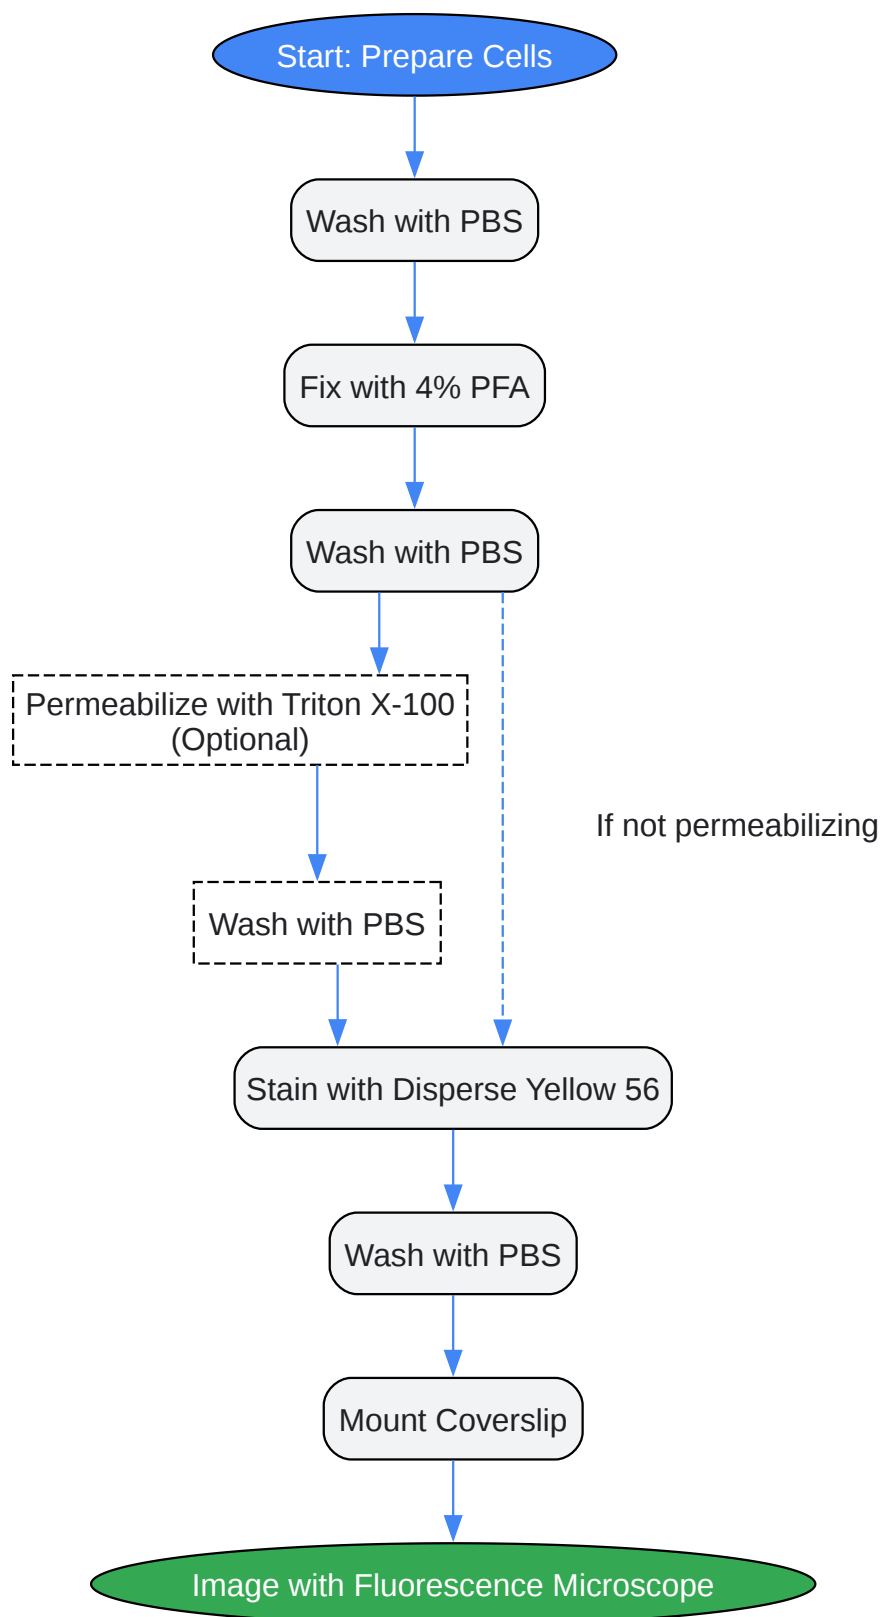 Start: Prepare Cells
Wash with PBS
Fix with 4% PFA
Wash with PBS
Permeabilize with Triton X-100
(Optional)
If not permeabilizing
Wash with PBS
Stain with Disperse Yellow 56
Wash with PBS
Mount Coverslip
Image with Fluorescence Microscope